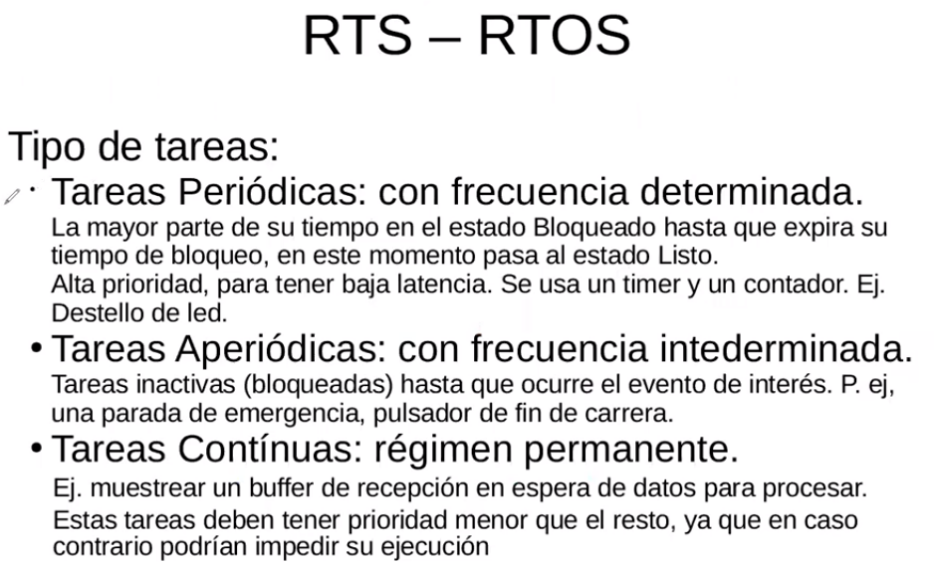 RTS – RTOS
Tipo de tareas:
• Tareas Periódicas: con frecuencia determinada.
La mayor parte de su tiempo en el estado Bloqueado hasta que expira su
tiempo de bloqueo, en este momento pasa al estado Listo.
Alta prioridad, para tener baja latencia. Se usa un timer y un contador. Ej.
Destello de led.
• Tareas Aperiódicas: con frecuencia intederminada.
Tareas inactivas (bloqueadas) hasta que ocurre el evento de interés. P. ej,
una parada de emergencia, pulsador de fin de carrera.
• Tareas Contínuas: régimen permanente.
Ej. muestrear un buffer de recepción en espera de datos para procesar.
Estas tareas deben tener prioridad menor que el resto, ya que en caso
contrario podrían impedir su ejecución